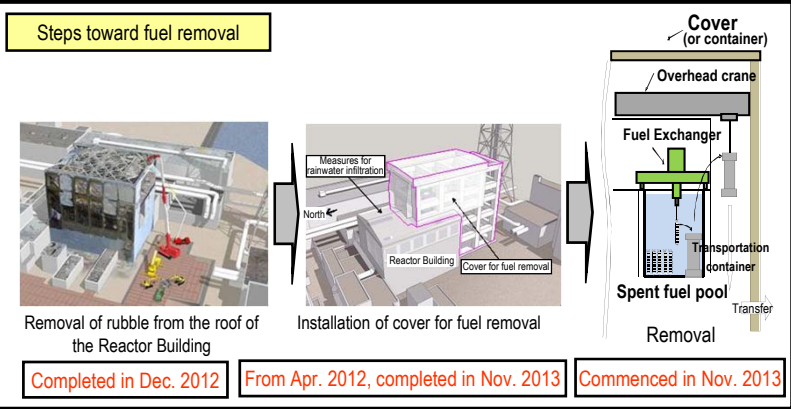 Steps toward fuel removal
Cover
(or container)
Overhead crane
Fuel Exchanger
Measures for
rainwater infiltration
North
Reactor Building
Cover for fuel removal
Transportation
container
Spent fuel pool
Transfer
Removal of rubble from the roof of
the Reactor Building
Installation of cover for fuel removal
Removal
Completed in Dec. 2012
From Apr. 2012, completed in Nov. 2013
Commenced in Nov. 2013